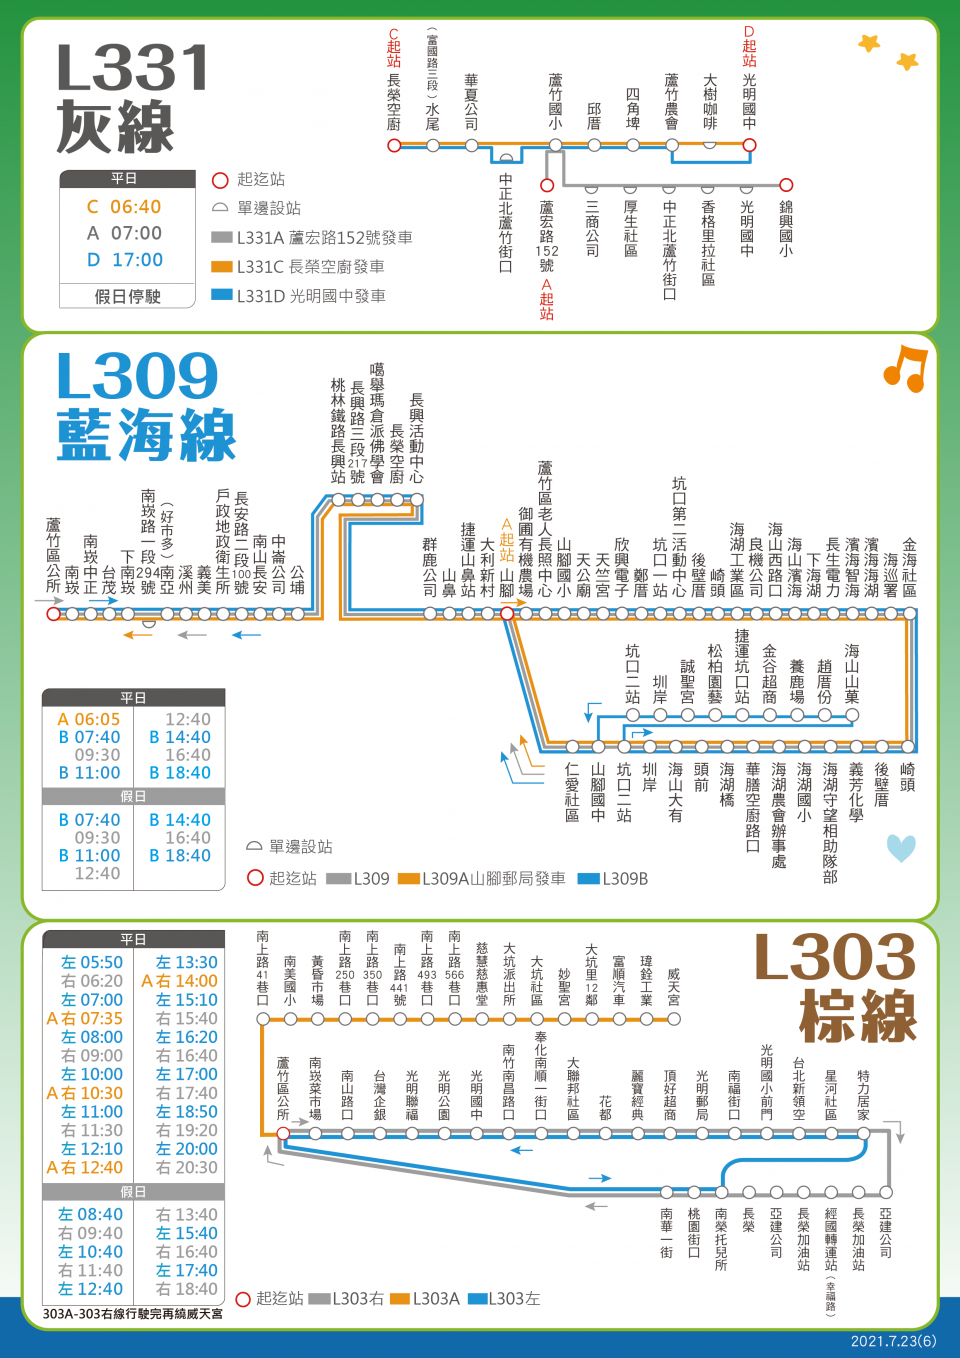 L331
灰線
平日
C 06:40
A 07:00
D 17:00
假日停駛
起迄站
單邊設站
L331A 蘆宏路152號發車
L331C 長榮空廚發車
L331D 光明國中發車
C起站
長榮空廚
(富國路三段)水尾
華夏公司
蘆竹國小
邱厝
四角埤
蘆竹農會
大樹咖啡
D起站
光明國中
中正北蘆竹街口
蘆宏路152號
A起站
三商公司
厚生社區
中正北蘆竹街口
香格里拉社區
光明國中
錦興國小
L309
藍海線
蘆竹區公所
南崁
南崁中正
台茂
下南崁
南崁路一段294號
(好市多)南亞
溪州
義美
戶政地政衛生所
長安路二段100號
南山長安
中崙公司
公埔
桃林鐵路長興站
長興路三段217號
噶舉瑪倉派佛學會
長榮空廚
長興活動中心
群鹿公司
山鼻
捷運山鼻站
大利新村
A起站
山腳
御圃有機農場
蘆竹區老人長照中心
山腳國小
天公廟
天竺宮
欣興電子
鄭厝
坑口一站
坑口第二活動中心
後壁厝
崎頭
海湖工業區
良機公司
海山西路口
海山濱海
下海湖
長生電力
濱海智海
濱海海湖
海巡署
金海社區
坑口二站
圳岸
誠聖宮
松柏園藝
捷運坑口站
金谷超商
養鹿場
趙厝份
海山山菓
仁愛社區
山腳國中
坑口二站
圳岸
海山大有
頭前
海湖橋
華膳空廚路口
海湖農會辦事處
海湖國小
海湖守望相助隊部
義芳化學
後壁厝
崎頭
平日
A 06:05 12:40
B 07:40 B 14:40
09:30 16:40
B 11:00 B 18:40
假日
B 07:40 B 14:40
09:30 16:40
B 11:00 B 18:40
12:40
單邊設站
起迄站 L309 L309A山腳郵局發車 L309B
L303
棕線
平日
左 05:50 左 13:30
右 06:20 A右 14:00
左 07:00 左 15:10
A右 07:35 右 15:40
左 08:00 左 16:20
右 09:00 右 16:40
左 10:00 左 17:00
A右 10:30 右 17:40
左 11:00 左 18:50
右 11:30 右 19:20
左 12:10 左 20:00
A右 12:40 右 20:30
假日
左 08:40 右 13:40
右 09:40 左 15:40
左 10:40 右 16:40
右 11:40 左 17:40
左 12:40 右 18:40
303A-303右線行駛完再繞威天宮
南上路41巷口
南美國小
黃昏市場
南上路250巷口
南上路350巷口
南上路441號
南上路493巷口
南上路566巷口
慈慧慈惠堂
大坑派出所
大坑社區
妙聖宮
大坑里12鄰
富順汽車
瑋銓工業
威天宮
蘆竹區公所
南崁菜市場
南山路口
台灣企銀
光明聯福
光明公園
光明國中
南竹南昌路口
奉化南順一街口
大聯邦社區
花都
麗寶經典
頂好超商
光明郵局
南福街口
光明國小前門
台北新領空
星河社區
特力居家
南華一街
桃園街口
南榮托兒所
長榮
亞建公司
長榮加油站
經國轉運站(幸福路)
長榮加油站
亞建公司
起迄站 L303右 L303A L303左
2021.7.23(6)